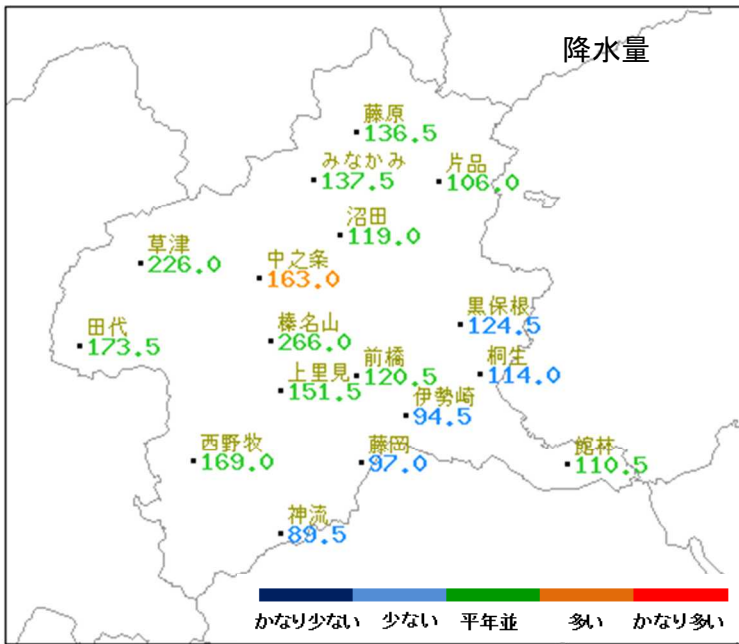 降水量
藤原
136.5
みなかみ
137.5
片品
106.0
沼田
119.0
草津
226.0
中之条
163.0
黒保根
124.5
田代
173.5
榛名山
266.0
前橋
120.5
桐生
114.0
上里見
151.5
伊勢崎
94.5
西野牧
169.0
藤岡
97.0
館林
110.5
神流
89.5
かなり少ない 少ない 平年並 多い かなり多い